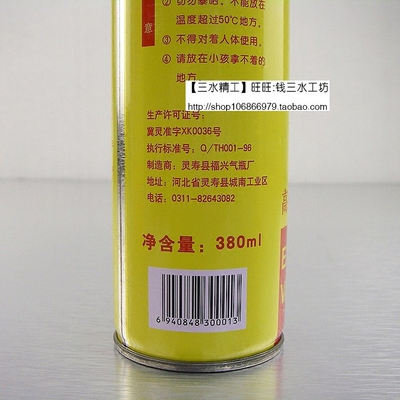 ② 切勿暴晒。不能放在
温度超过50℃地方。
③ 不得对着人体使用。
④ 请放在小孩拿不着的
地方。
意
【三水精工】旺旺:钱三水工坊
http://shop106866979.taobao.com
生产许可证号:
冀灵准字XK0036号
执行标准号: Q/TH001-96
制造商: 灵寿县福兴气瓶厂
地址: 河北省灵寿县城南工业区
电话: 0311-82643082
净含量: 380ml
6 940848 300013
高